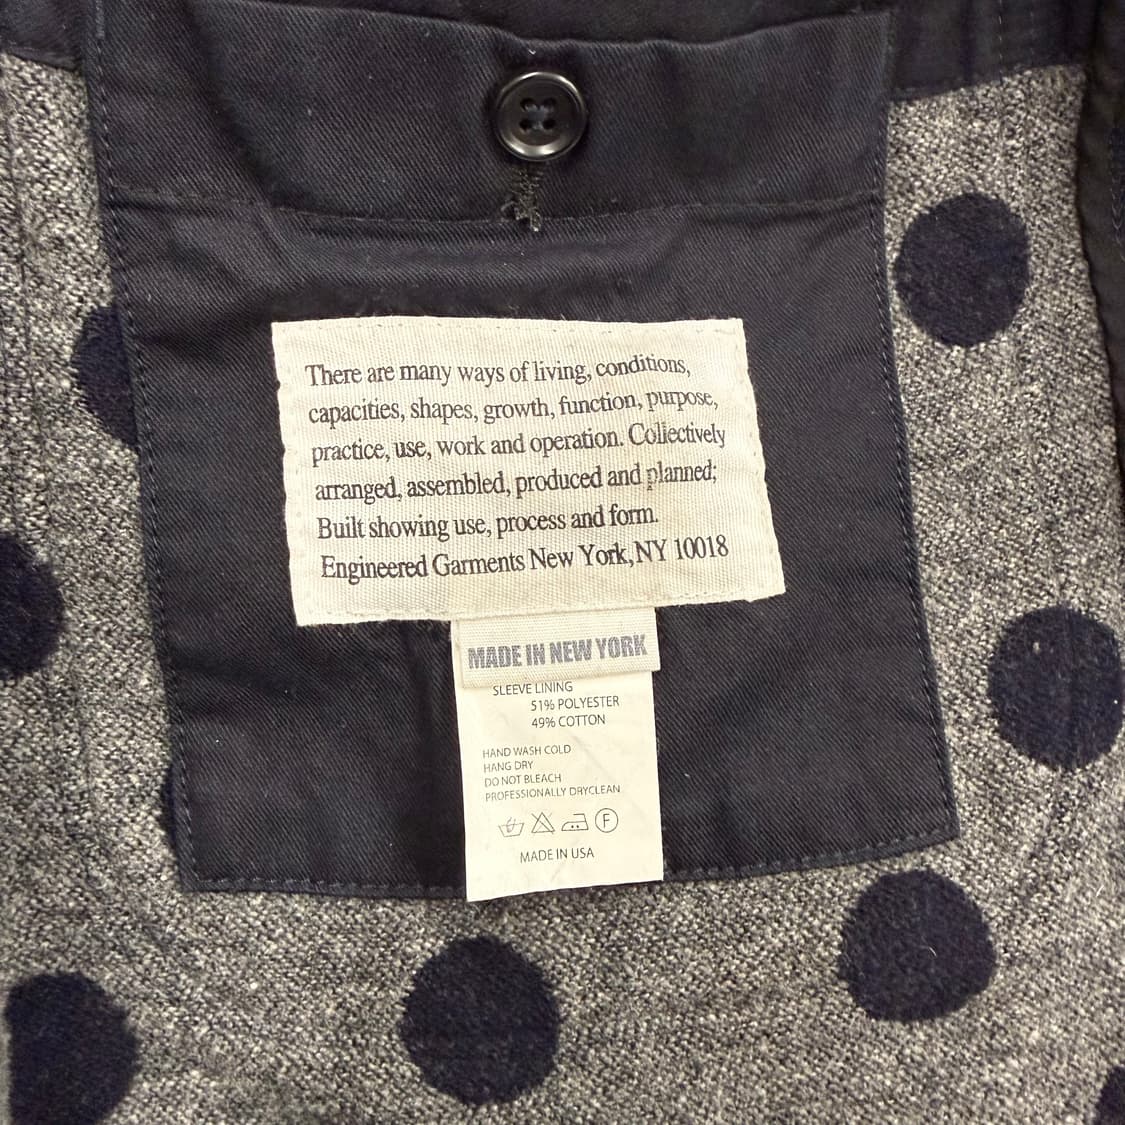 There are many ways of living, conditions,
capacities, shapes, growth, function, purpose,
practice, use, work and operation. Collectively
arranged, assembled, produced and planned;
Built showing use, process and form.
Engineered Garments New York, NY 10018
MADE IN NEW YORK
SLEEVE LINING
51% POLYESTER
49% COTTON
HAND WASH COLD
HANG DRY
DO NOT BLEACH
PROFESSIONALLY DRYCLEAN
F
MADE IN USA